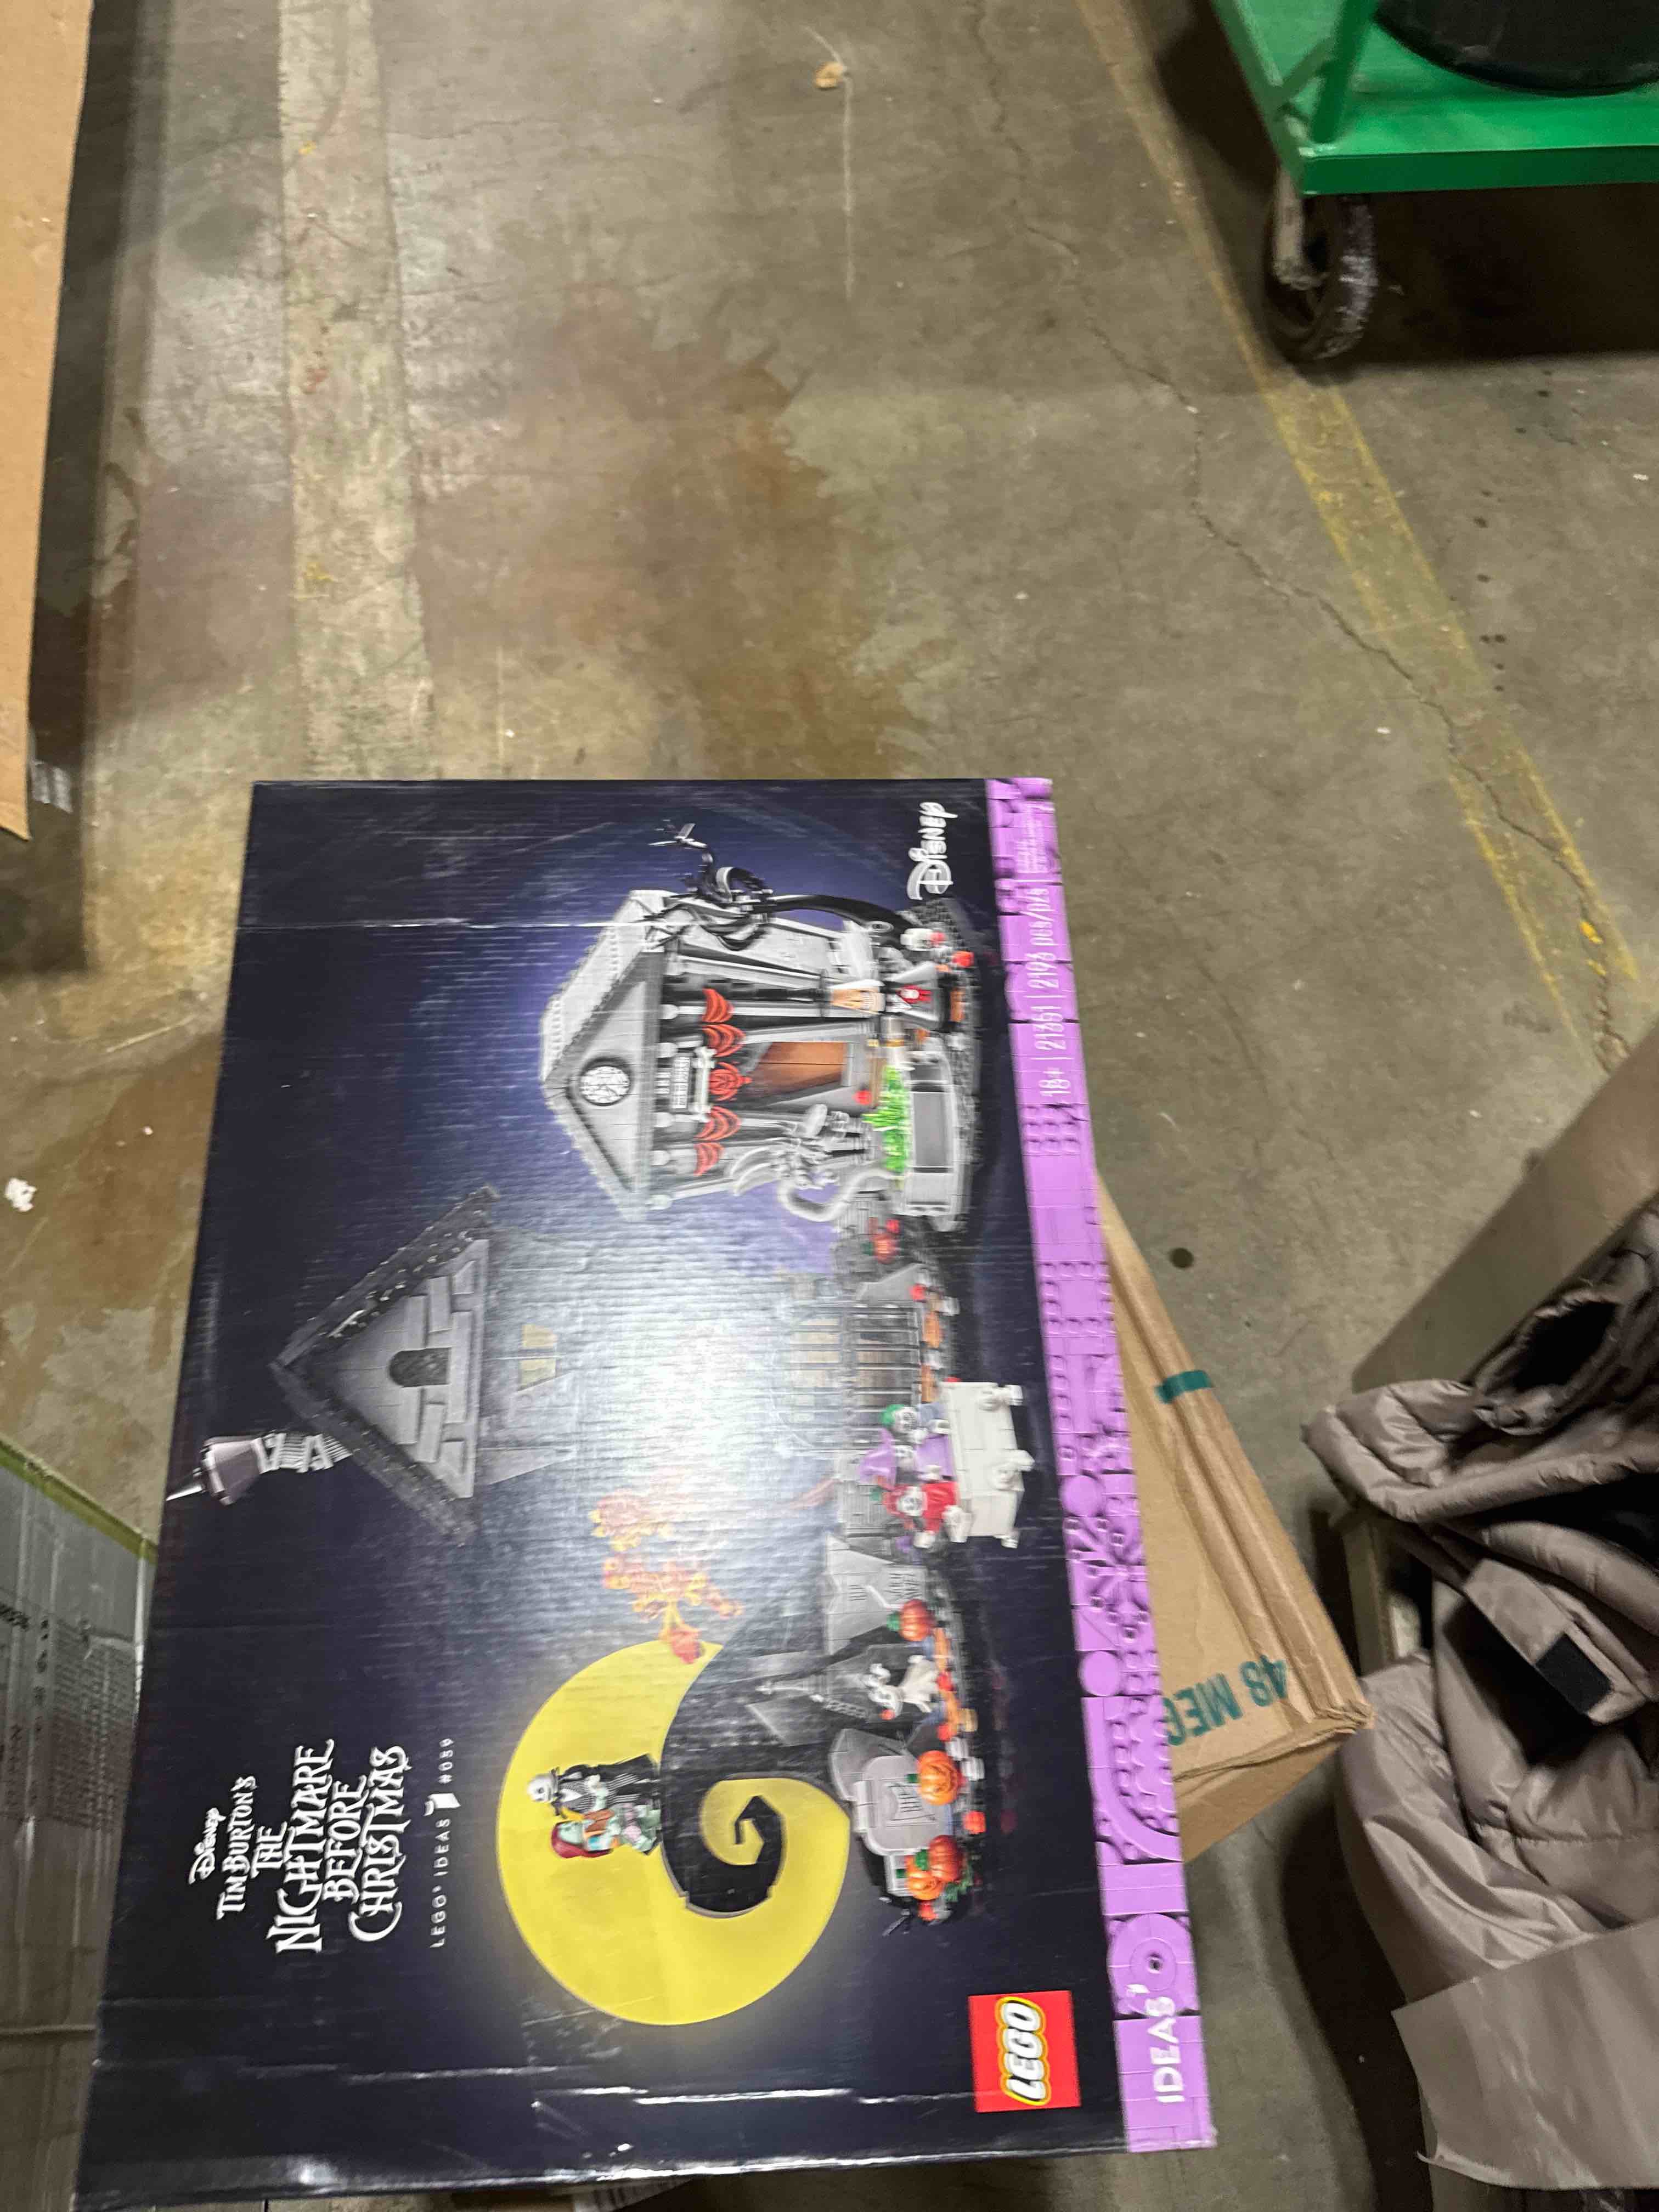 Disney
TIM BURTON'S
THE
NIGHTMARE
BEFORE
CHRISTMAS
LEGO® IDEAS #059
Disney
LEGO
IDEAS
18+ | 21351 | 2193 pcs/pzs
48 MEG